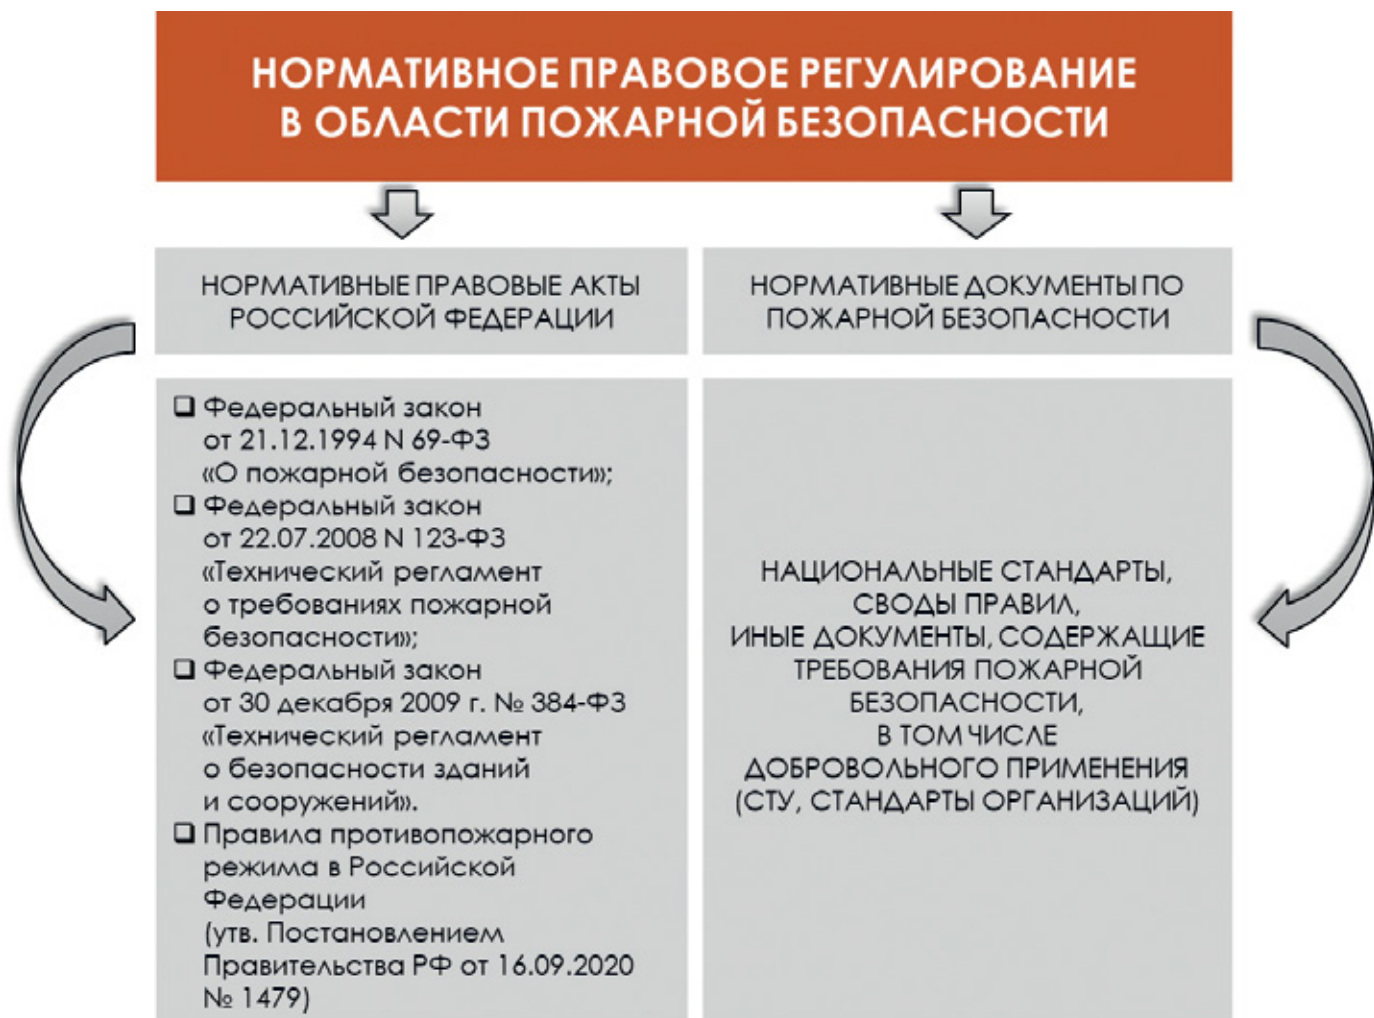 НОРМАТИВНОЕ ПРАВОВОЕ РЕГУЛИРОВАНИЕ
В ОБЛАСТИ ПОЖАРНОЙ БЕЗОПАСНОСТИ
НОРМАТИВНЫЕ ПРАВОВЫЕ АКТЫ
РОССИЙСКОЙ ФЕДЕРАЦИИ
Федеральный закон
от 21.12.1994 N 69-ФЗ
«О пожарной безопасности»;
Федеральный закон
от 22.07.2008 N 123-ФЗ
«Технический регламент
о требованиях пожарной
безопасности»;
Федеральный закон
от 30 декабря 2009 г. № 384-ФЗ
«Технический регламент
о безопасности зданий
и сооружений».
Правила противопожарного
режима в Российской
Федерации
(утв. Постановлением
Правительства РФ от 16.09.2020
№ 1479)
НОРМАТИВНЫЕ ДОКУМЕНТЫ ПО
ПОЖАРНОЙ БЕЗОПАСНОСТИ
НАЦИОНАЛЬНЫЕ СТАНДАРТЫ,
СВОДЫ ПРАВИЛ,
ИНЫЕ ДОКУМЕНТЫ, СОДЕРЖАЩИЕ
ТРЕБОВАНИЯ ПОЖАРНОЙ
БЕЗОПАСНОСТИ,
В ТОМ ЧИСЛЕ
ДОБРОВОЛЬНОГО ПРИМЕНЕНИЯ
(СТУ, СТАНДАРТЫ ОРГАНИЗАЦИЙ)